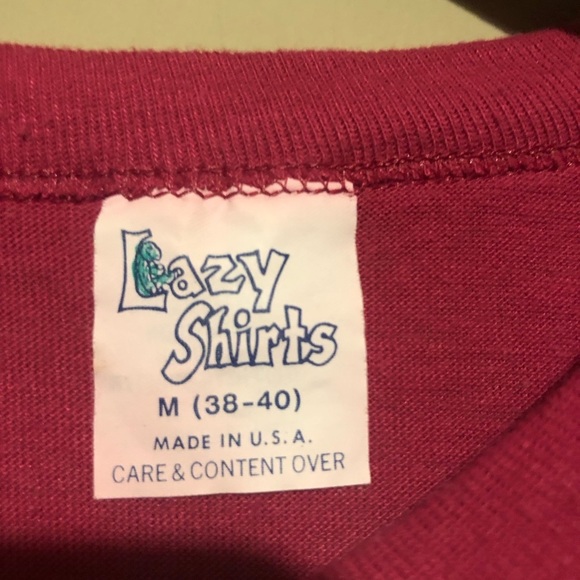 Lazy
Shirts
M (38-40)
MADE IN U.S.A.
CARE & CONTENT OVER